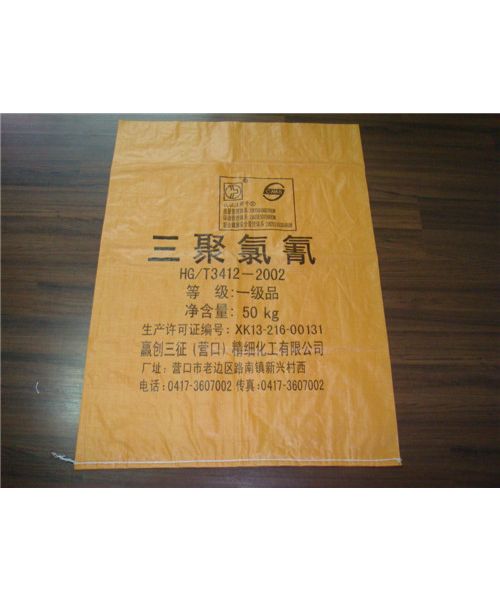 三聚氯氰
HG/T3412-2002
等 级:一级品
净含量:50 kg
生产许可证编号:XK13-216-00131
赢创三征(营口)精细化工有限公司
厂址:营口市老边区路南镇新兴村西
电话:0417-3607002 传真:0417-3607002